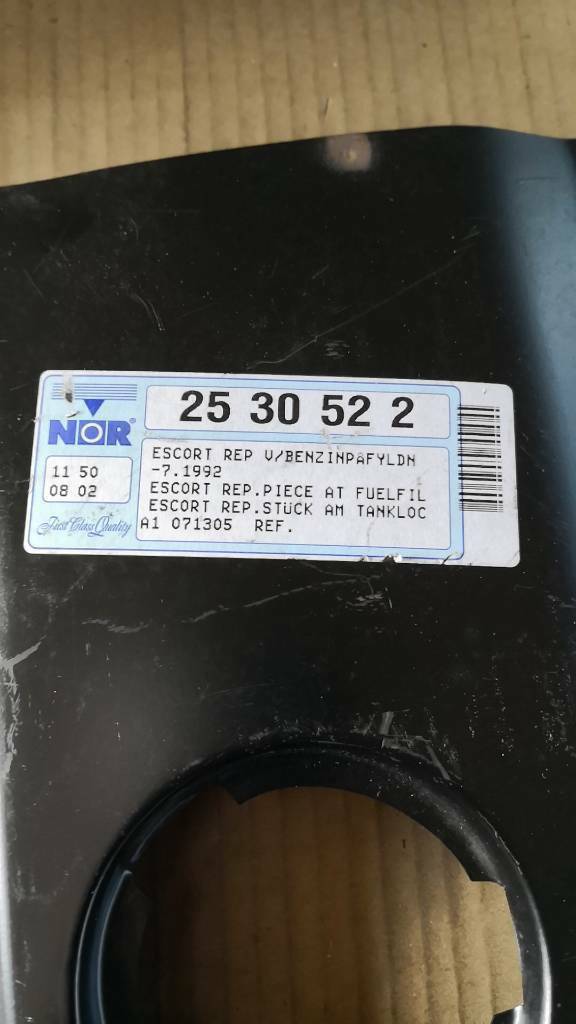 25 30 52 2
NOR®
11 50
08 02
First Class Quality
ESCORT REP V/BENZINPAFYLDN
-7.1992
ESCORT REP.PIECE AT FUELFIL
ESCORT REP.STÜCK AM TANKLOC
A1 071305 REF.